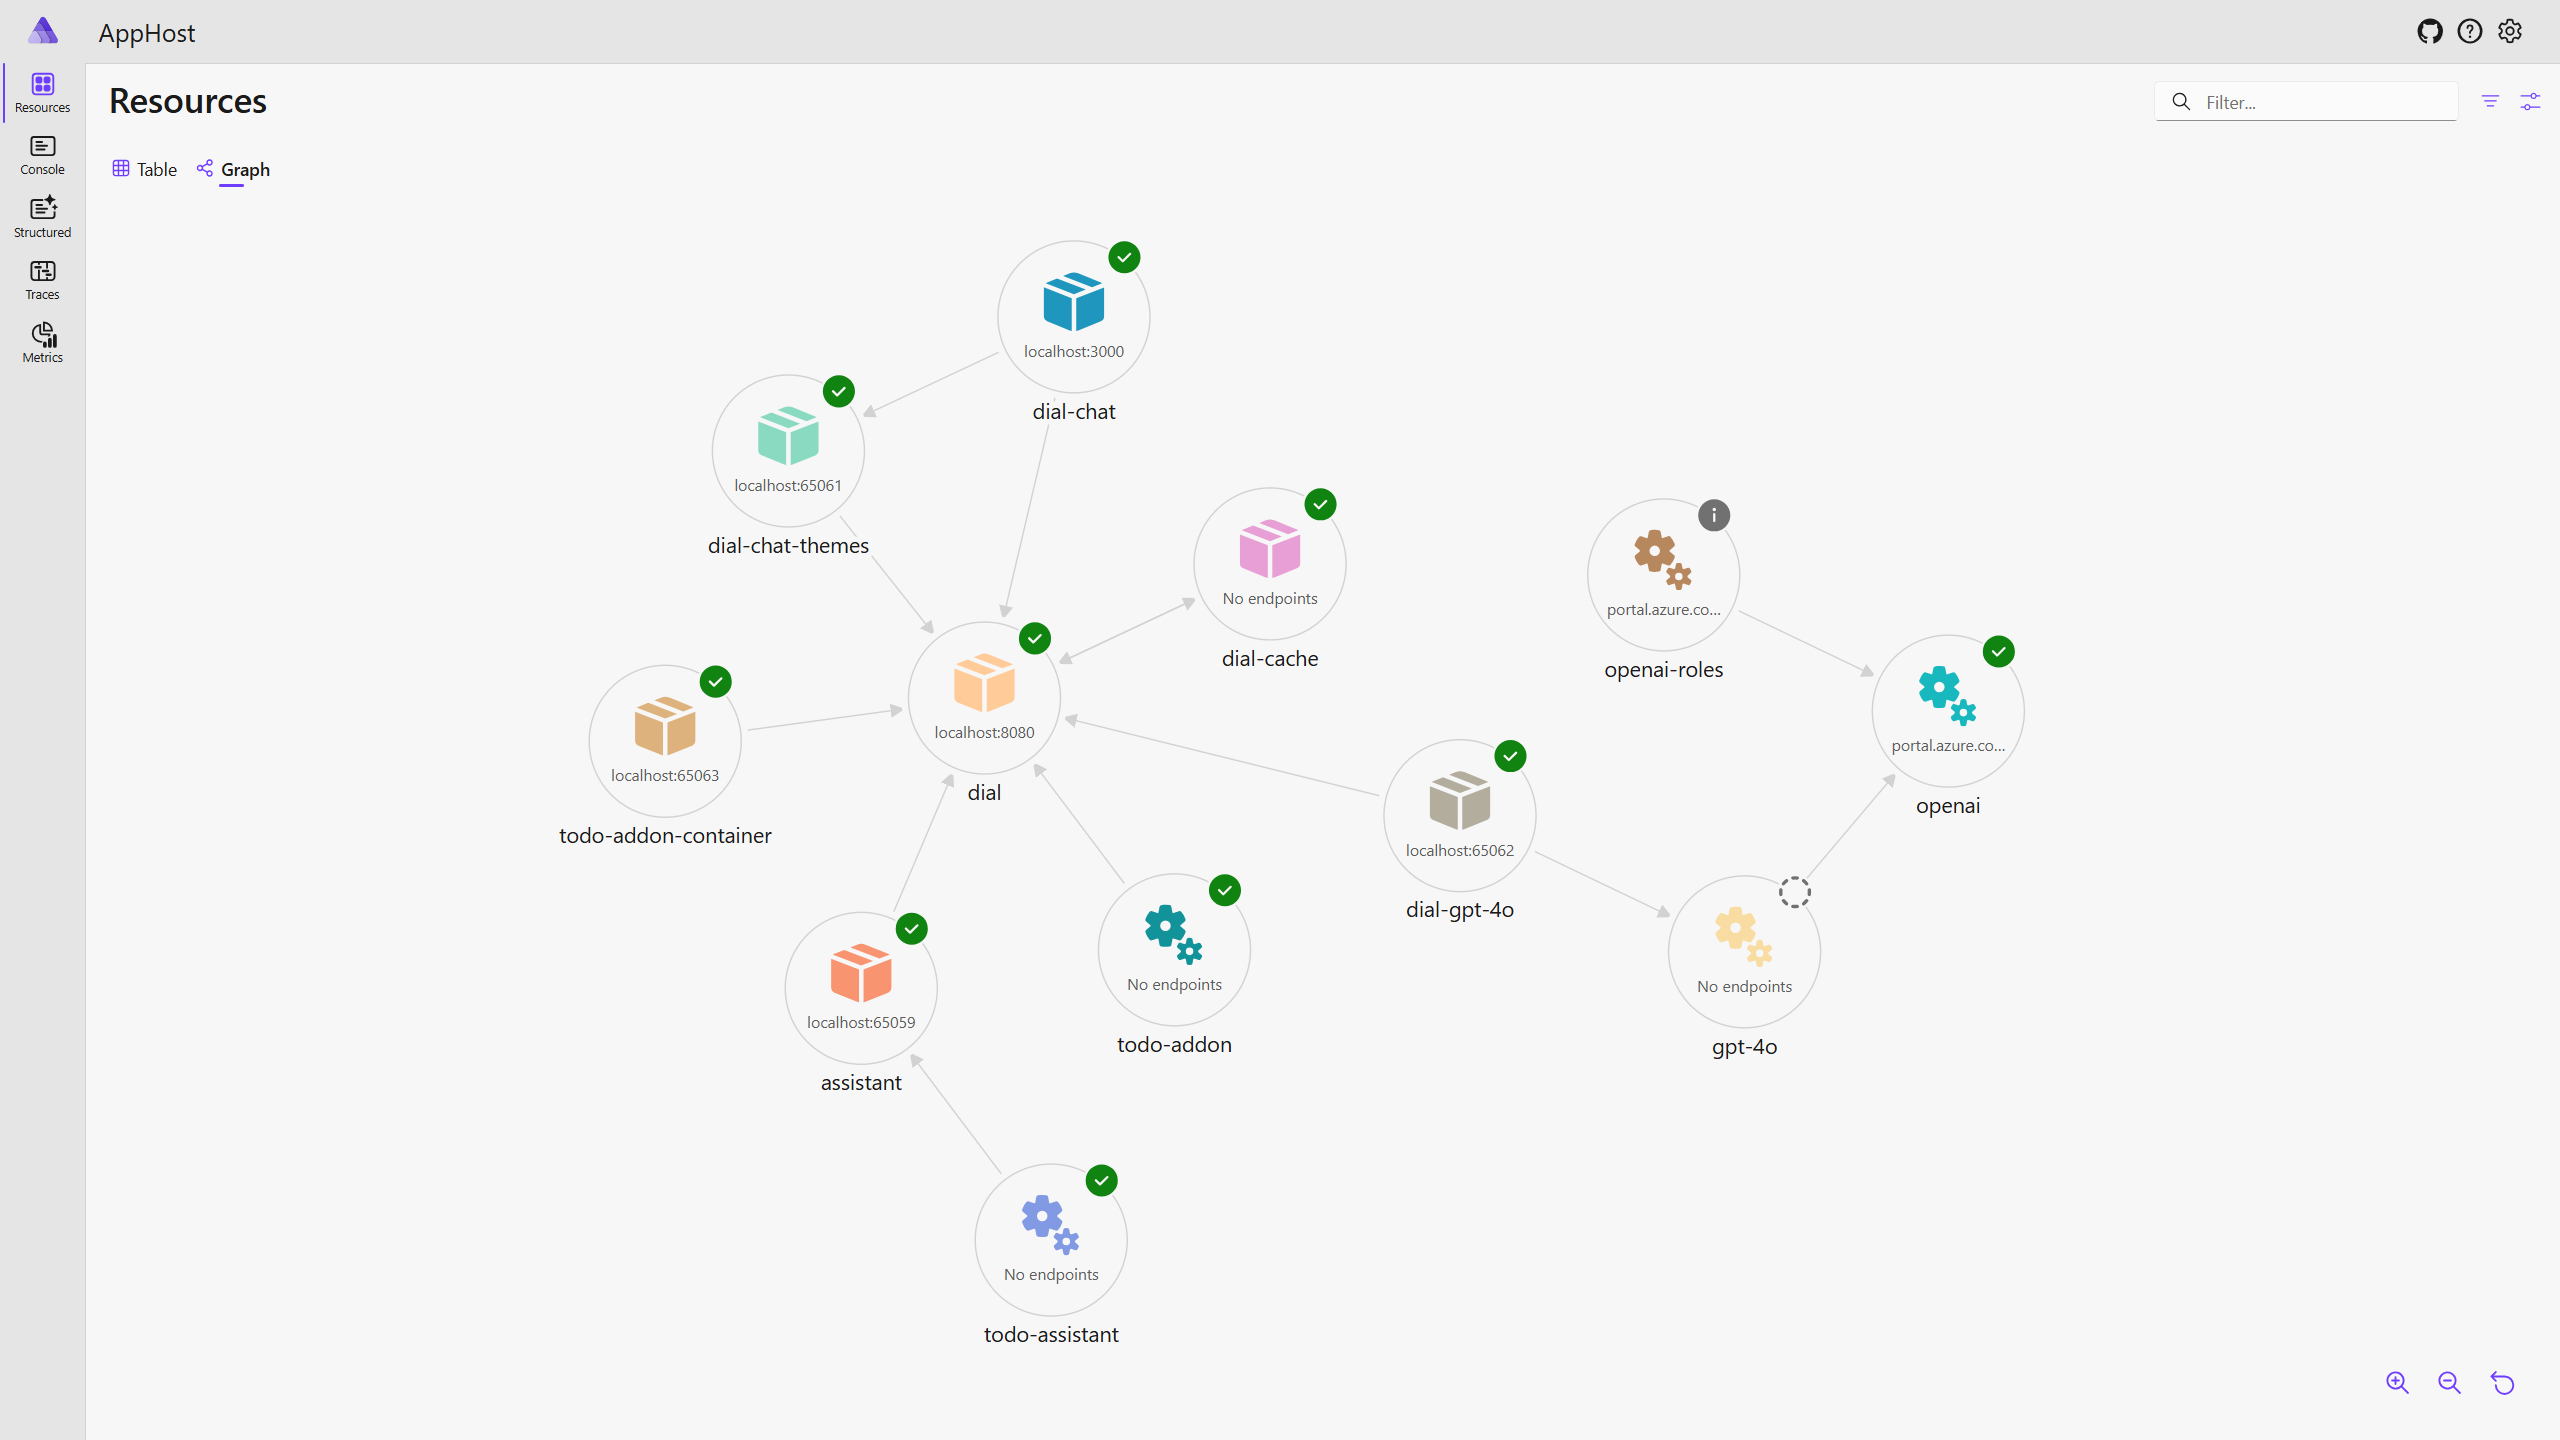 AppHost
Resources
Console
Structured
Traces
Metrics
Resources
Filter...
Table
Graph
localhost:3000
dial-chat
localhost:65061
dial-chat-themes
No endpoints
dial-cache
portal.azure.co...
openai-roles
localhost:8080
dial
localhost:65063
todo-addon-container
portal.azure.co...
openai
localhost:65062
dial-gpt-4o
No endpoints
todo-addon
No endpoints
gpt-4o
localhost:65059
assistant
No endpoints
todo-assistant